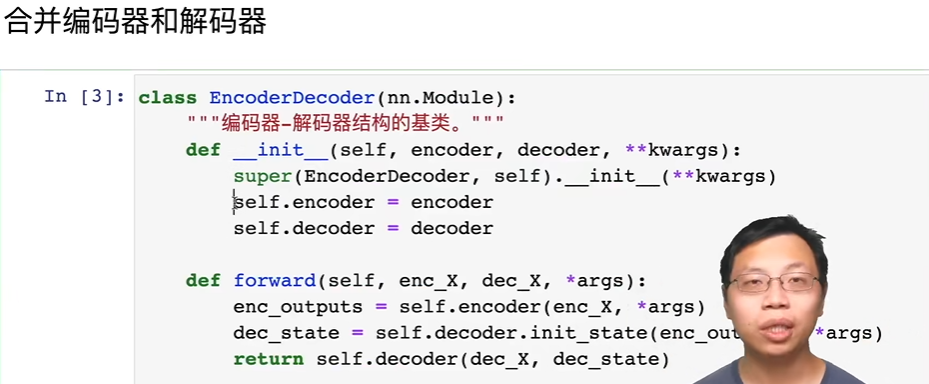 合并编码器和解码器
In [3]: class EncoderDecoder(nn.Module):
"""编码器-解码器结构的基类。"""
def __init__(self, encoder, decoder, **kwargs):
super(EncoderDecoder, self).__init__(**kwargs)
self.encoder = encoder
self.decoder = decoder
def forward(self, enc_X, dec_X, *args):
enc_outputs = self.encoder(enc_X, *args)
dec_state = self.decoder.init_state(enc_out *args)
return self.decoder(dec_X, dec_state)